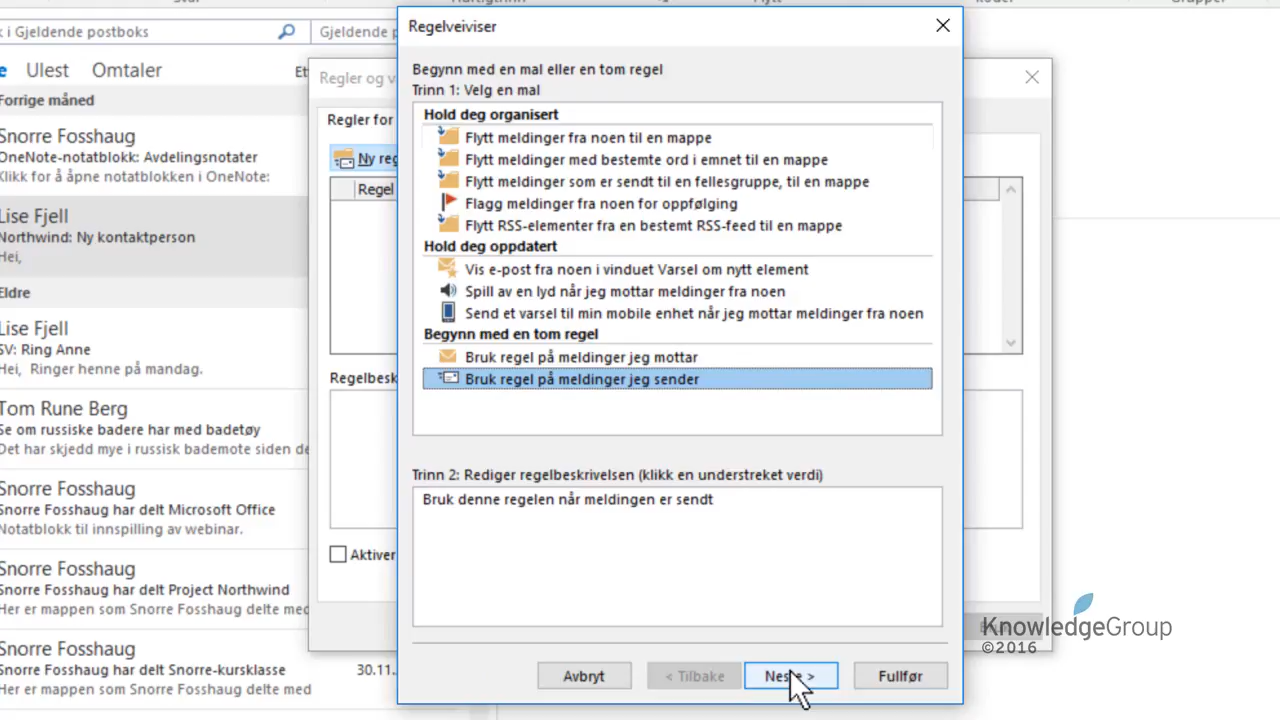 k i Gjeldende postboks
Gjeldende
Ulest Omtaler
Forrige måned
Snorre Fosshaug
OneNote-notatblokk: Avdelingsnotater
Klikk for å åpne notatblokken i OneNote:
Lise Fjell
Northwind: Ny kontaktperson
Hei,
Eldre
Lise Fjell
SV: Ring Anne
Hei, Ringer henne på mandag.
Tom Rune Berg
Se om russiske badere har med badetøy
Det har skjedd mye i russisk bademote siden de
Snorre Fosshaug
Snorre Fosshaug har delt Microsoft Office
Notatblokk til innspilling av webinar.
Snorre Fosshaug
Snorre Fosshaug har delt Project Northwind
Her er mappen som Snorre Fosshaug delte med
Snorre Fosshaug
Snorre Fosshaug har delt Snorre-kursklasse 30.11.
Her er mappen som Snorre Fosshaug delte med
Regler og v
Regler for
Ny reg
Regel
Regelbesk
Aktiver
Regelveiviser
Begynn med en mal eller en tom regel
Trinn 1: Velg en mal
Hold deg organisert
Flytt meldinger fra noen til en mappe
Flytt meldinger med bestemte ord i emnet til en mappe
Flytt meldinger som er sendt til en fellesgruppe, til en mappe
Flagg meldinger fra noen for oppfølging
Flytt RSS-elementer fra en bestemt RSS-feed til en mappe
Hold deg oppdatert
Vis e-post fra noen i vinduet Varsel om nytt element
Spill av en lyd når jeg mottar meldinger fra noen
Send et varsel til min mobile enhet når jeg mottar meldinger fra noen
Begynn med en tom regel
Bruk regel på meldinger jeg mottar
Bruk regel på meldinger jeg sender
Trinn 2: Rediger regelbeskrivelsen (klikk en understreket verdi)
Bruk denne regelen når meldingen er sendt
Avbryt < Tilbake Neste > Fullfør
KnowledgeGroup
©2016